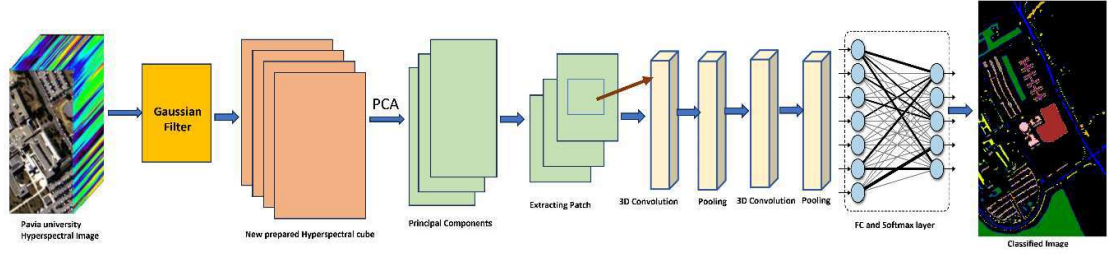 Pavia university
Hyperspectral Image
Gaussian
Filter
New prepared Hyperspectral cube
PCA
Principal Components
Extracting Patch
3D Convolution
Pooling
3D Convolution
Pooling
FC and Softmax layer
Classified Image